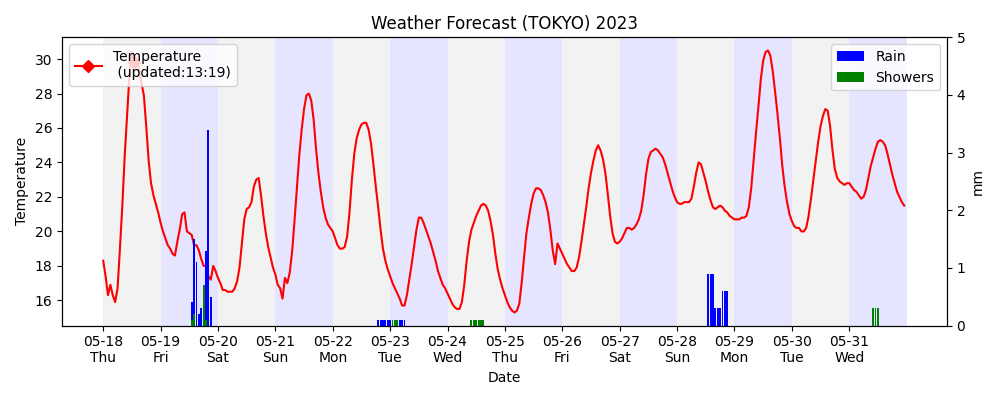 Weather Forecast (TOKYO) 2023
Temperature
(updated:13:19)
Rain
Showers
Temperature
30
28
26
24
22
20
18
16
5
4
3
2
1
0
mm
05-18 05-19 05-20 05-21 05-22 05-23 05-24 05-25 05-26 05-27 05-28 05-29 05-30 05-31
Thu Fri Sat Sun Mon Tue Wed Thu Fri Sat Sun Mon Tue Wed
Date